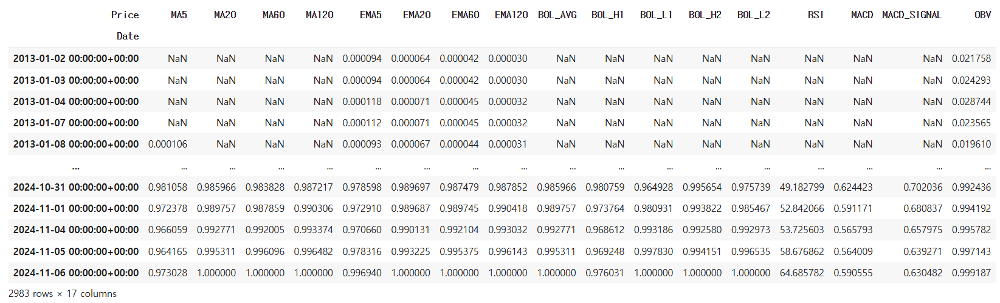 Price MA5 MA20 MA60 MA120 EMA5 EMA20 EMA60 EMA120 BOL_AVG BOL_H1 BOL_L1 BOL_H2 BOL_L2 RSI MACD MACD_SIGNAL OBV
Date
2013-01-02 00:00:00+00:00 NaN NaN NaN NaN 0.000094 0.000064 0.000042 0.000030 NaN NaN NaN NaN NaN NaN NaN NaN 0.021758
2013-01-03 00:00:00+00:00 NaN NaN NaN NaN 0.000094 0.000064 0.000042 0.000030 NaN NaN NaN NaN NaN NaN NaN NaN 0.024293
2013-01-04 00:00:00+00:00 NaN NaN NaN NaN 0.000118 0.000071 0.000045 0.000032 NaN NaN NaN NaN NaN NaN NaN NaN 0.028744
2013-01-07 00:00:00+00:00 NaN NaN NaN NaN 0.000112 0.000071 0.000045 0.000032 NaN NaN NaN NaN NaN NaN NaN NaN 0.023565
2013-01-08 00:00:00+00:00 0.000106 NaN NaN NaN 0.000093 0.000067 0.000044 0.000031 NaN NaN NaN NaN NaN NaN NaN NaN 0.019610
... ... ... ... ... ... ... ... ... ... ... ... ... ... ... ... ... ...
2024-10-31 00:00:00+00:00 0.981058 0.985966 0.983828 0.987217 0.978598 0.989697 0.987479 0.987852 0.985966 0.980759 0.964928 0.995654 0.975739 49.182799 0.624423 0.702036 0.992436
2024-11-01 00:00:00+00:00 0.972378 0.989757 0.987859 0.990306 0.972910 0.989687 0.989745 0.990418 0.989757 0.973764 0.980931 0.993822 0.985467 52.842066 0.591171 0.680837 0.994192
2024-11-04 00:00:00+00:00 0.966059 0.992771 0.992005 0.993374 0.970660 0.990131 0.992104 0.993032 0.992771 0.968612 0.993186 0.992580 0.992973 53.725603 0.565793 0.657975 0.995782
2024-11-05 00:00:00+00:00 0.964165 0.995311 0.996096 0.996482 0.978316 0.993225 0.995375 0.996143 0.995311 0.969248 0.997830 0.994151 0.996535 58.676862 0.564009 0.639271 0.997143
2024-11-06 00:00:00+00:00 0.973028 1.000000 1.000000 1.000000 0.996940 1.000000 1.000000 1.000000 1.000000 0.976031 1.000000 1.000000 1.000000 64.685782 0.590555 0.630482 0.999187
2983 rows × 17 columns